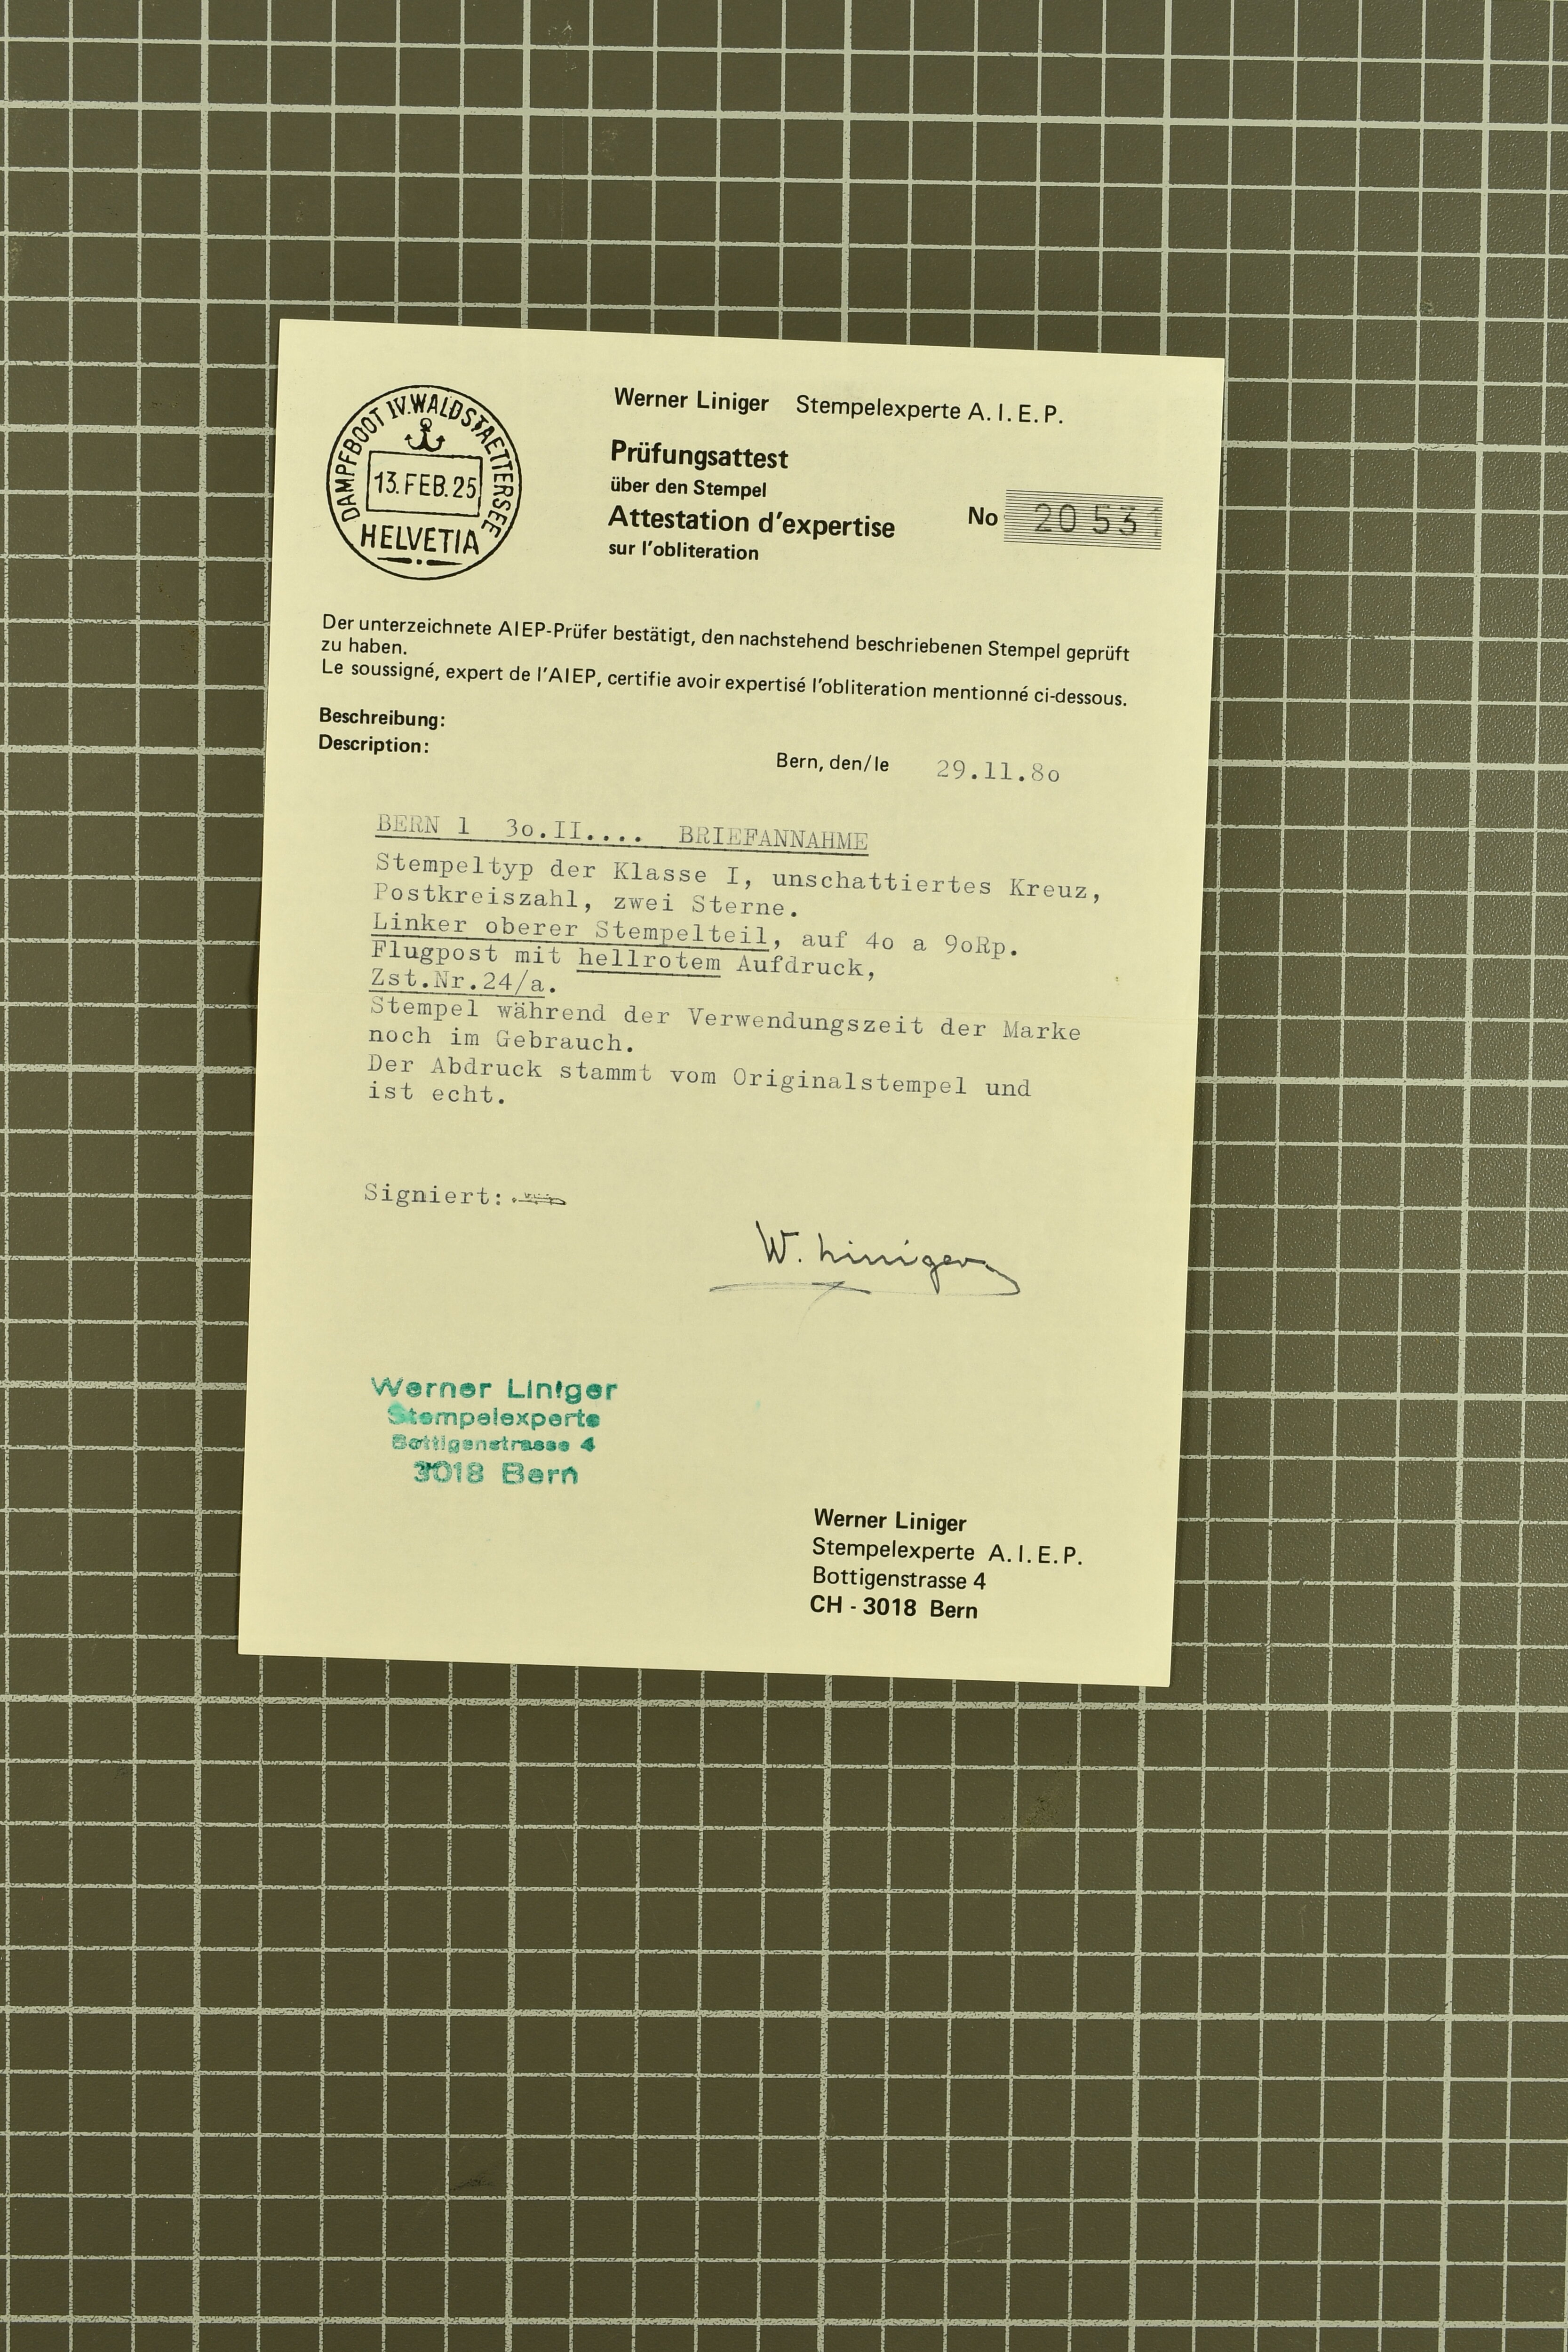 DAMPFBOOT IV.WALDSTAETTERSEE
13.FEB.25
HELVETIA
Werner Liniger Stempelexperte A.I.E.P.
Prüfungsattest
über den Stempel
Attestation d'expertise
sur l'obliteration
No 20531
Der unterzeichnete AIEP-Prüfer bestätigt, den nachstehend beschriebenen Stempel geprüft
zu haben.
Le soussigné, expert de l'AIEP, certifie avoir expertisé l'obliteration mentionné ci-dessous.
Beschreibung:
Description:
Bern, den/le 29.11.8o
BERN 1 3o.II.... BRIEFANNAHME
Stempeltyp der Klasse I, unschattiertes Kreuz,
Postkreiszahl, zwei Sterne.
Linker oberer Stempelteil, auf 4o a 9oRp.
Flugpost mit hellrotem Aufdruck,
Zst.Nr.24/a.
Stempel während der Verwendungszeit der Marke
noch im Gebrauch.
Der Abdruck stammt vom Originalstempel und
ist echt.
Signiert:
W. Liniger
Werner Liniger
Stempelexperte
Bottigenstrasse 4
3018 Bern
Werner Liniger
Stempelexperte A.I.E.P.
Bottigenstrasse 4
CH - 3018 Bern